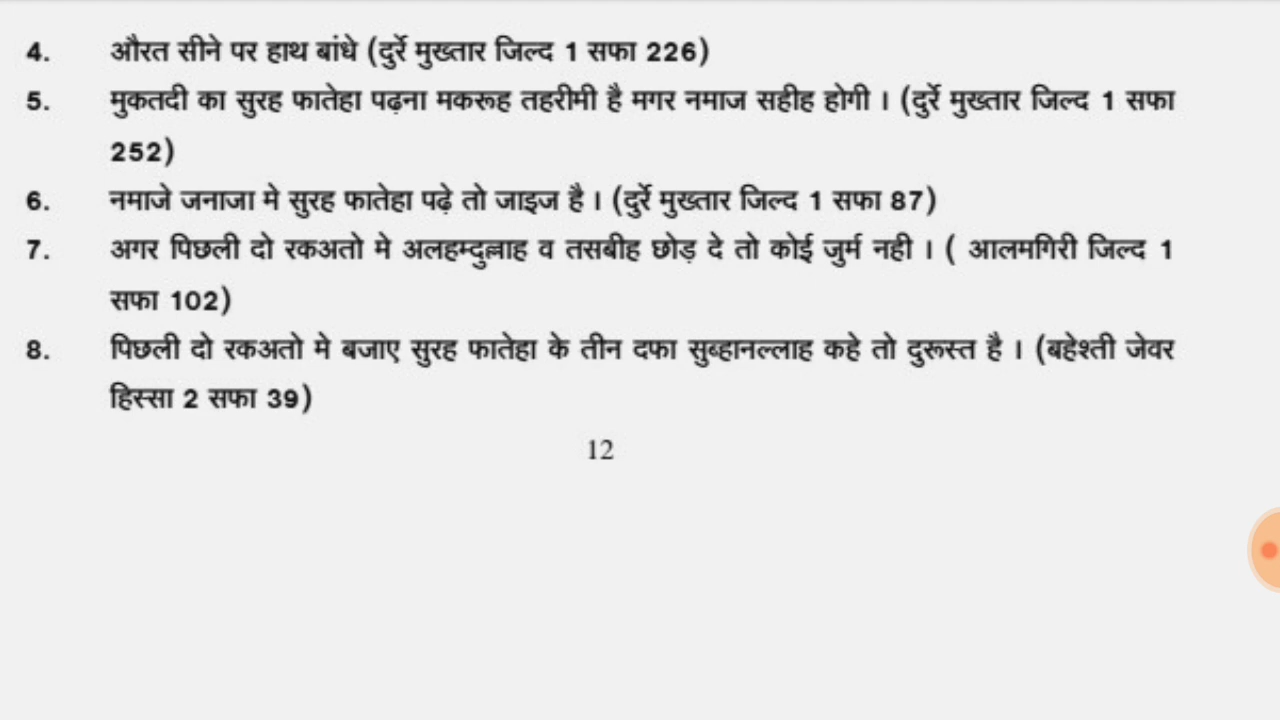 4. औरत सीने पर हाथ बांधे (दुर्रे मुख्तार जिल्द 1 सफा 226)
5. मुकतदी का सुरह फातेहा पढ़ना मकरूह तहरीमी है मगर नमाज सहीह होगी । (दुर्रे मुख्तार जिल्द 1 सफा
252)
6. नमाजे जनाजा मे सुरह फातेहा पढ़े तो जाइज है । (दुर्रे मुख्तार जिल्द 1 सफा 87)
7. अगर पिछली दो रकअतो मे अलहम्दुल्लाह व तसबीह छोड़ दे तो कोई जुर्म नही । ( आलमगिरी जिल्द 1
सफा 102)
8. पिछली दो रकअतो मे बजाए सुरह फातेहा के तीन दफा सुब्हानल्लाह कहे तो दुरूस्त है । (बहेश्ती जेवर
हिस्सा 2 सफा 39)
12